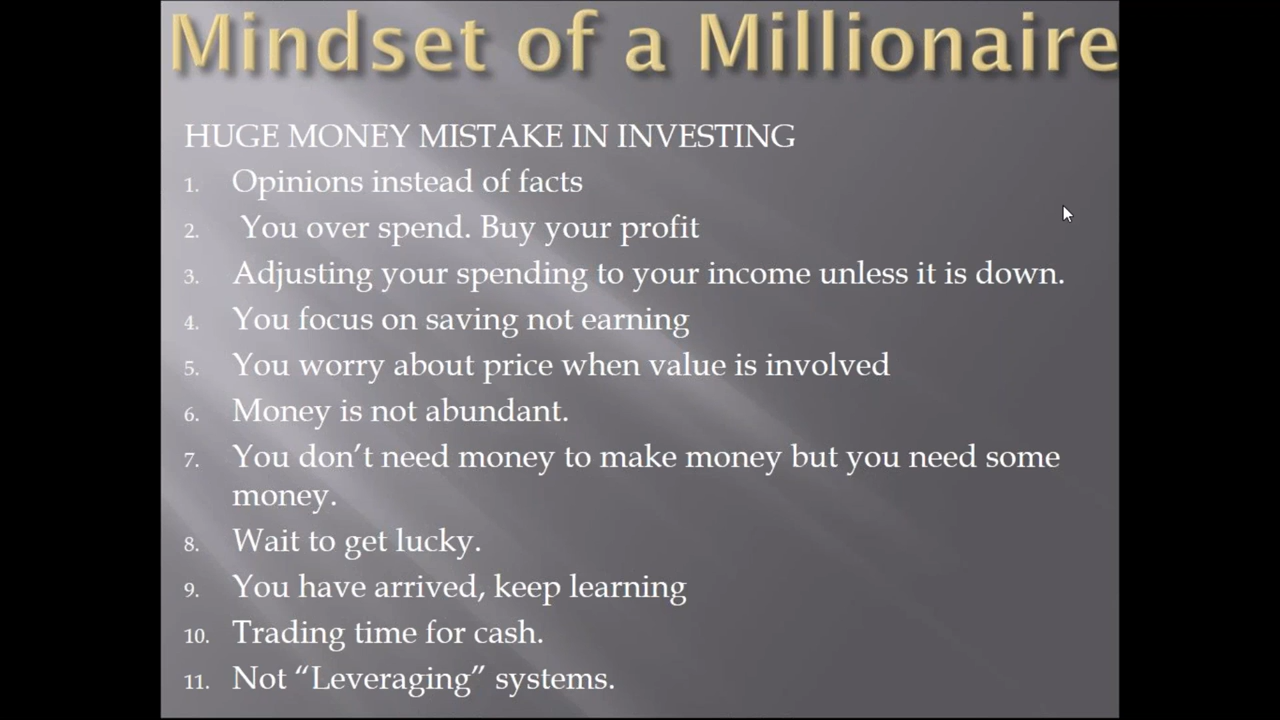 Mindset of a Millionaire
HUGE MONEY MISTAKE IN INVESTING
1. Opinions instead of facts
2. You over spend. Buy your profit
3. Adjusting your spending to your income unless it is down.
4. You focus on saving not earning
5. You worry about price when value is involved
6. Money is not abundant.
7. You don’t need money to make money but you need some
money.
8. Wait to get lucky.
9. You have arrived, keep learning
10. Trading time for cash.
11. Not “Leveraging” systems.